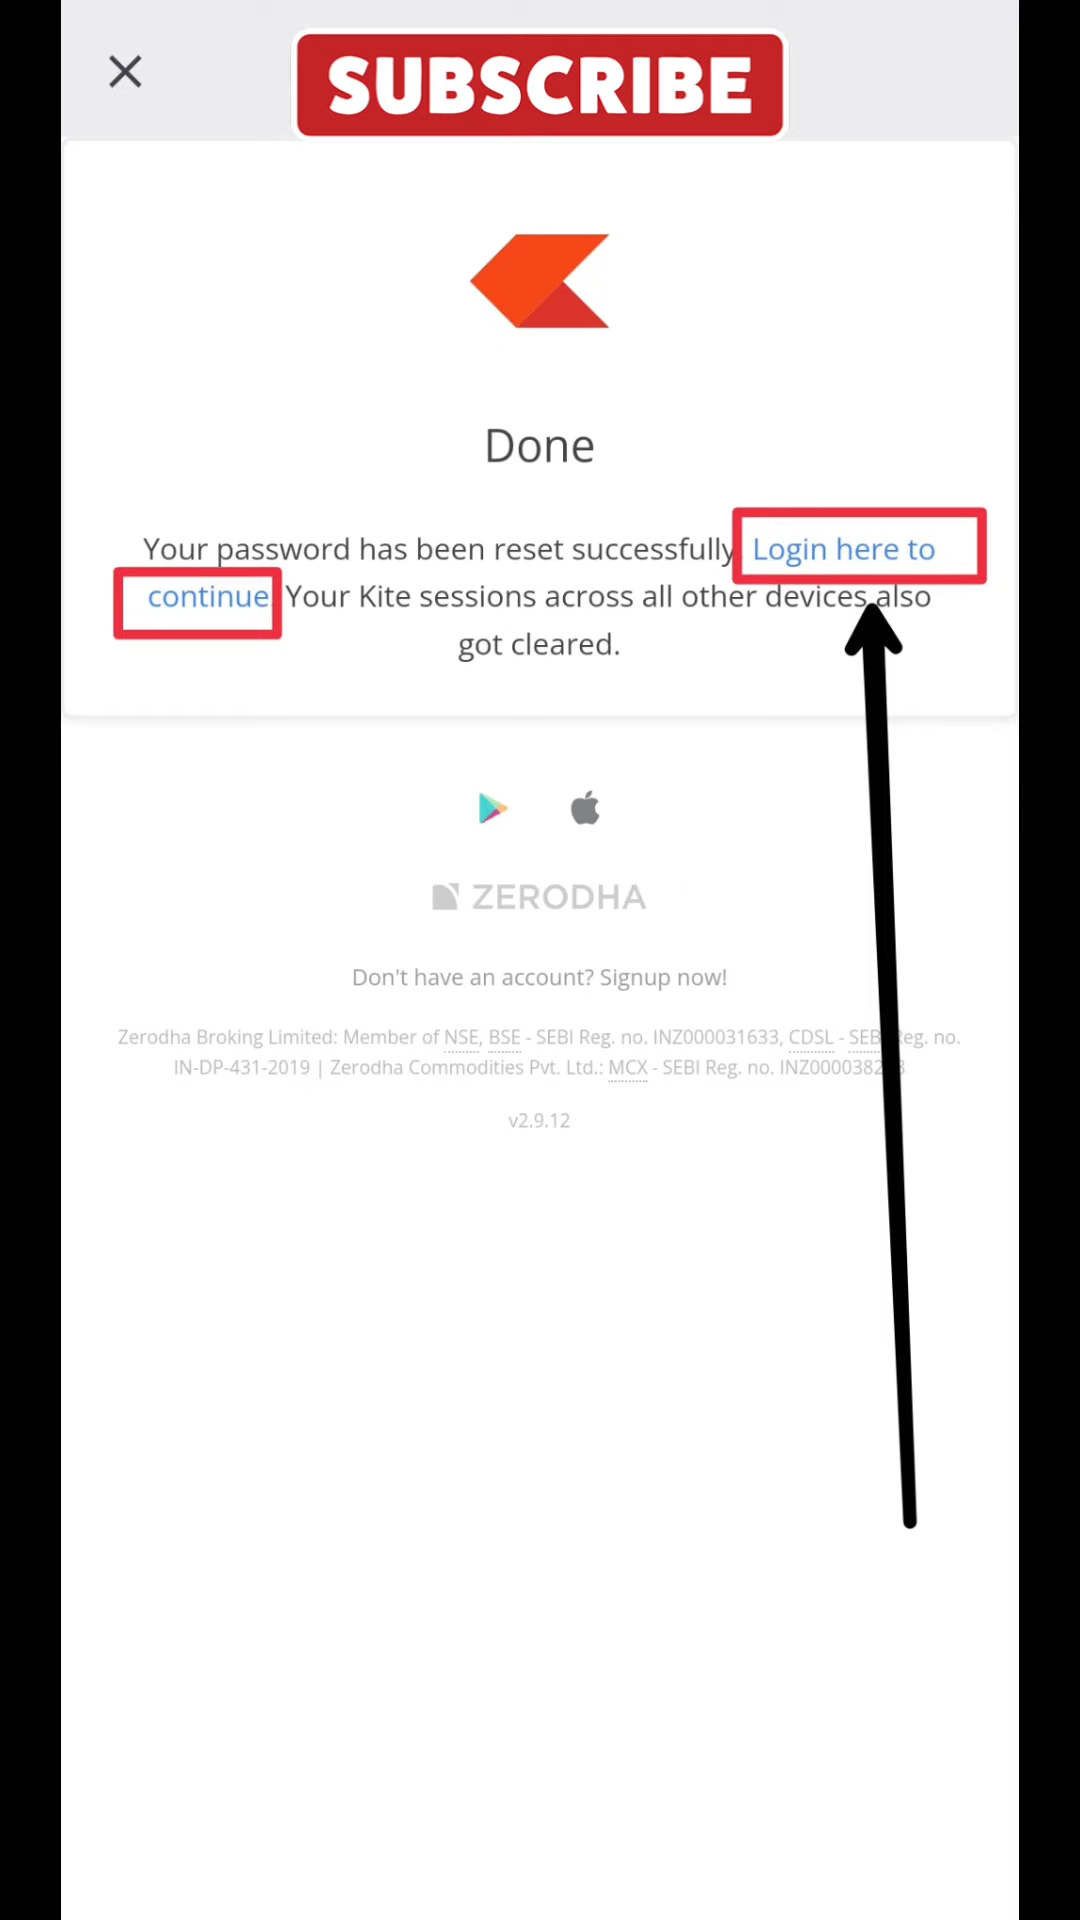 SUBSCRIBE
Done
Your password has been reset successfully Login here to
continue. Your Kite sessions across all other devices also
got cleared.
ZERODHA
Don't have an account? Signup now!
Zerodha Broking Limited: Member of NSE, BSE - SEBI Reg. no. INZ000031633, CDSL - SEBI Reg. no.
IN-DP-431-2019 | Zerodha Commodities Pvt. Ltd.: MCX - SEBI Reg. no.
v2.9.12